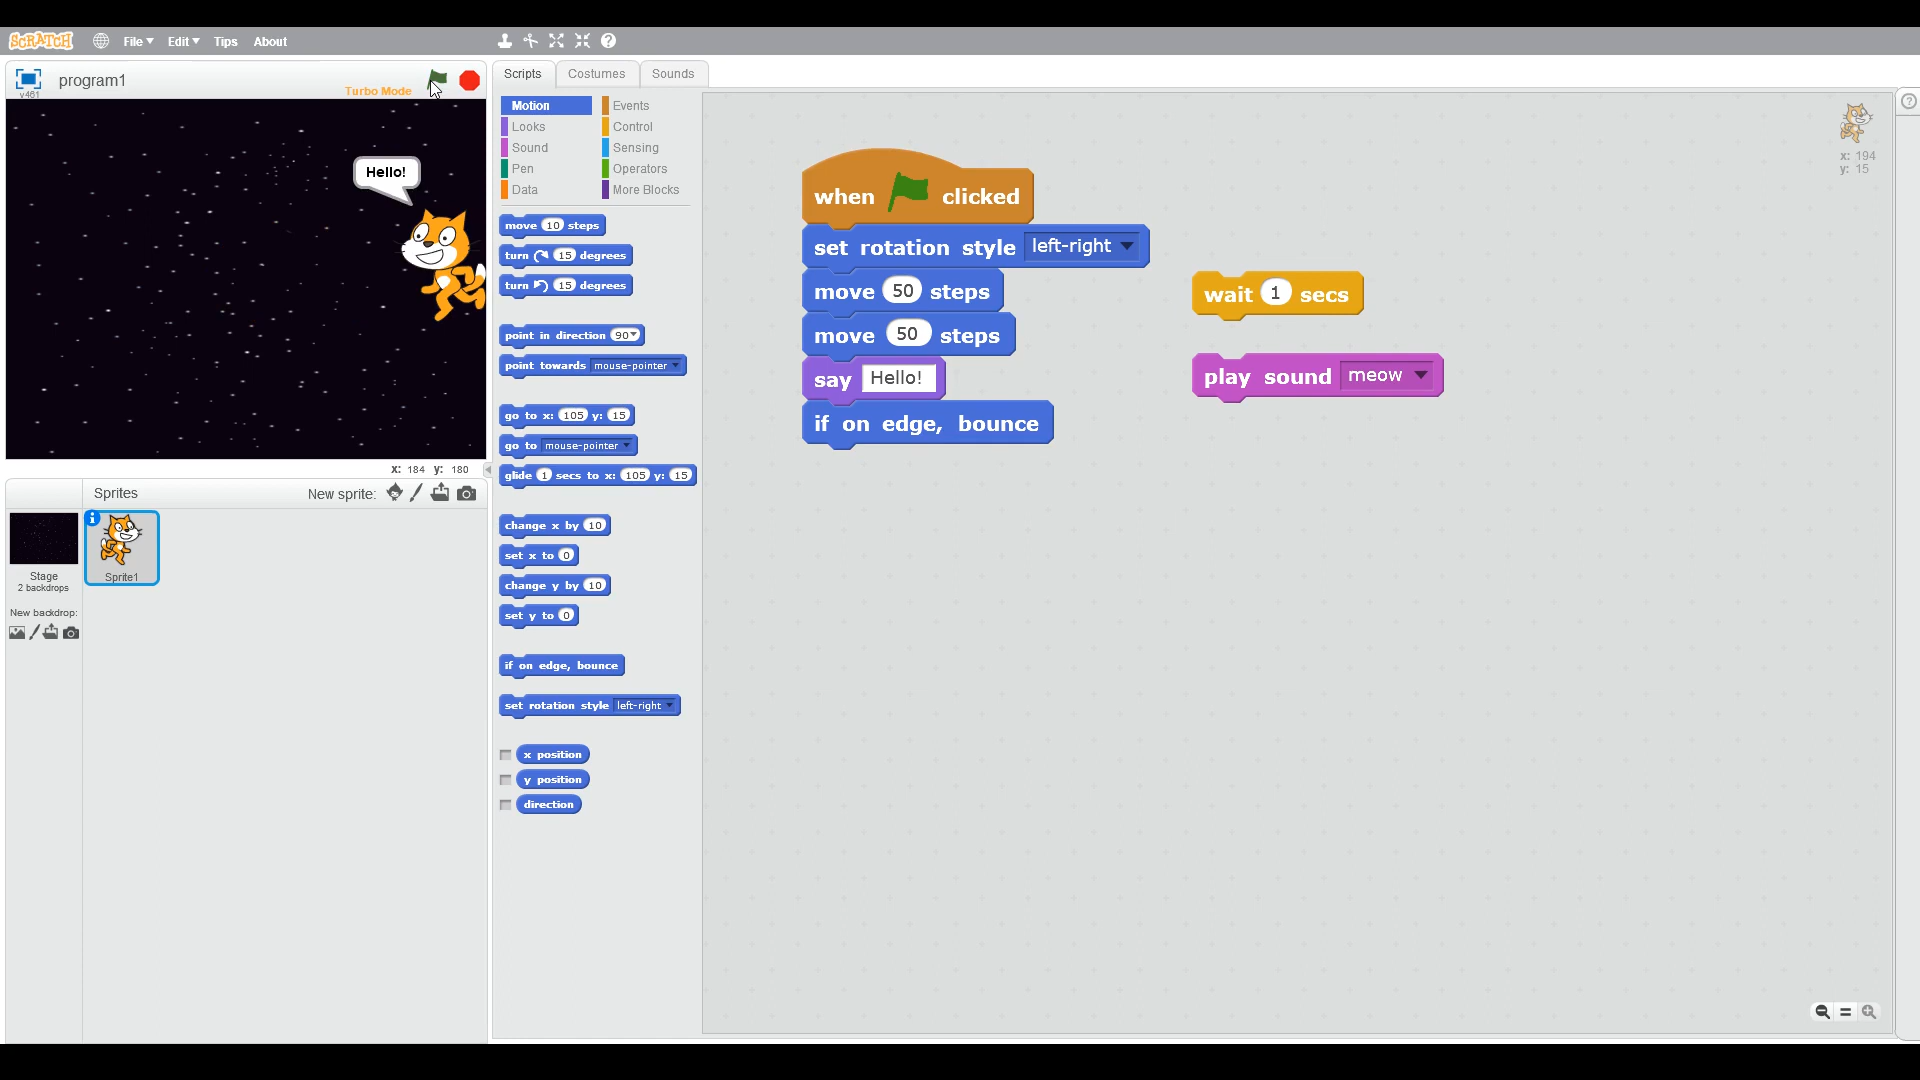 SCRATCH File Edit Tips About
v461 program1 Turbo Mode
Hello!
x: 184 y: 180
Sprites New sprite:
Stage
2 backdrops
New backdrop:
Sprite1
Scripts Costumes Sounds
Motion Events
Looks Control
Sound Sensing
Pen Operators
Data More Blocks
move 10 steps
turn 15 degrees
turn 15 degrees
point in direction 90
point towards mouse-pointer
go to x: 105 y: 15
go to mouse-pointer
glide 1 secs to x: 105 y: 15
change x by 10
set x to 0
change y by 10
set y to 0
if on edge, bounce
set rotation style left-right
x position
y position
direction
when clicked
set rotation style left-right
move 50 steps
move 50 steps
say Hello!
if on edge, bounce
wait 1 secs
play sound meow
x: 194
y: 15